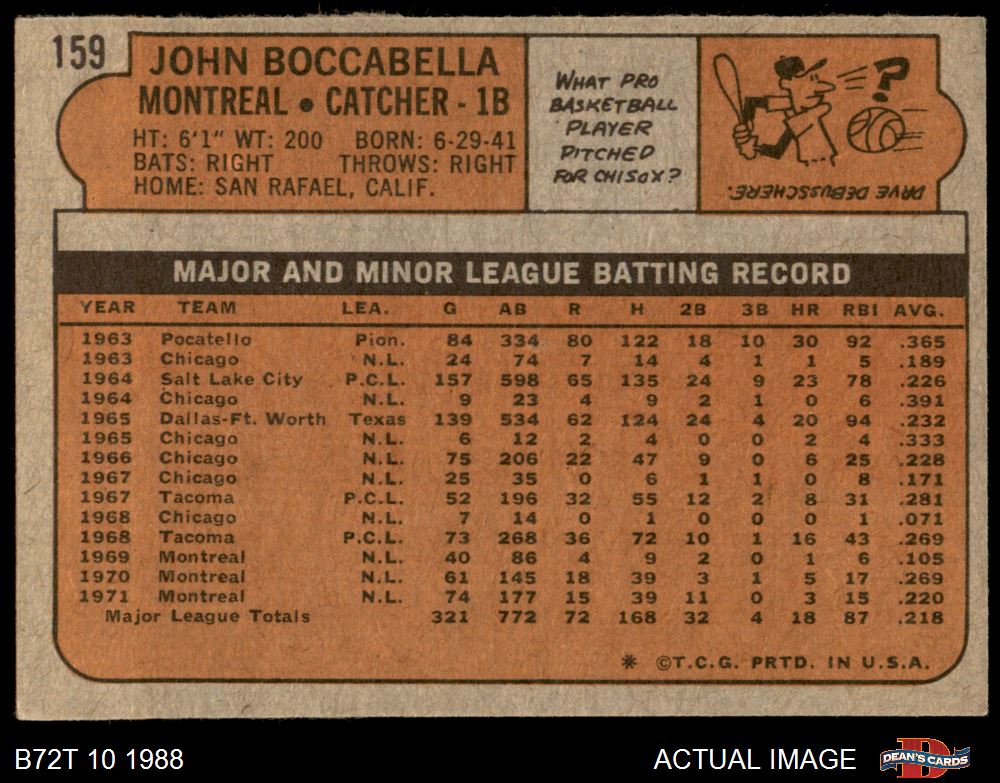 159
JOHN BOCCABELLA
MONTREAL • CATCHER - 1B
HT: 6'1" WT: 200 BORN: 6-29-41
BATS: RIGHT THROWS: RIGHT
HOME: SAN RAFAEL, CALIF.
WHAT PRO
BASKETBALL
PLAYER
PITCHED
FOR CHISOX?
?
DAVE DEBUSSCHERE.
MAJOR AND MINOR LEAGUE BATTING RECORD
YEAR TEAM LEA. G AB R H 2B 3B HR RBI AVG.
1963 Pocatello Pion. 84 334 80 122 18 10 30 92 .365
1963 Chicago N.L. 24 74 7 14 4 1 1 5 .189
1964 Salt Lake City P.C.L. 157 598 65 135 24 9 23 78 .226
1964 Chicago N.L. 9 23 4 9 2 1 0 6 .391
1965 Dallas-Ft. Worth Texas 139 534 62 124 24 4 20 94 .232
1965 Chicago N.L. 6 12 2 4 0 0 2 4 .333
1966 Chicago N.L. 75 206 22 47 9 0 6 25 .228
1967 Chicago N.L. 25 35 0 6 1 1 0 8 .171
1967 Tacoma P.C.L. 52 196 32 55 12 2 8 31 .281
1968 Chicago N.L. 7 14 0 1 0 0 0 1 .071
1968 Tacoma P.C.L. 73 268 36 72 10 1 16 43 .269
1969 Montreal N.L. 40 86 4 9 2 0 1 6 .105
1970 Montreal N.L. 61 145 18 39 3 1 5 17 .269
1971 Montreal N.L. 74 177 15 39 11 0 3 15 .220
Major League Totals 321 772 72 168 32 4 18 87 .218
* ©T.C.G. PRTD. IN U.S.A.
B72T 10 1988
ACTUAL IMAGE
D
DEAN'S CARDS